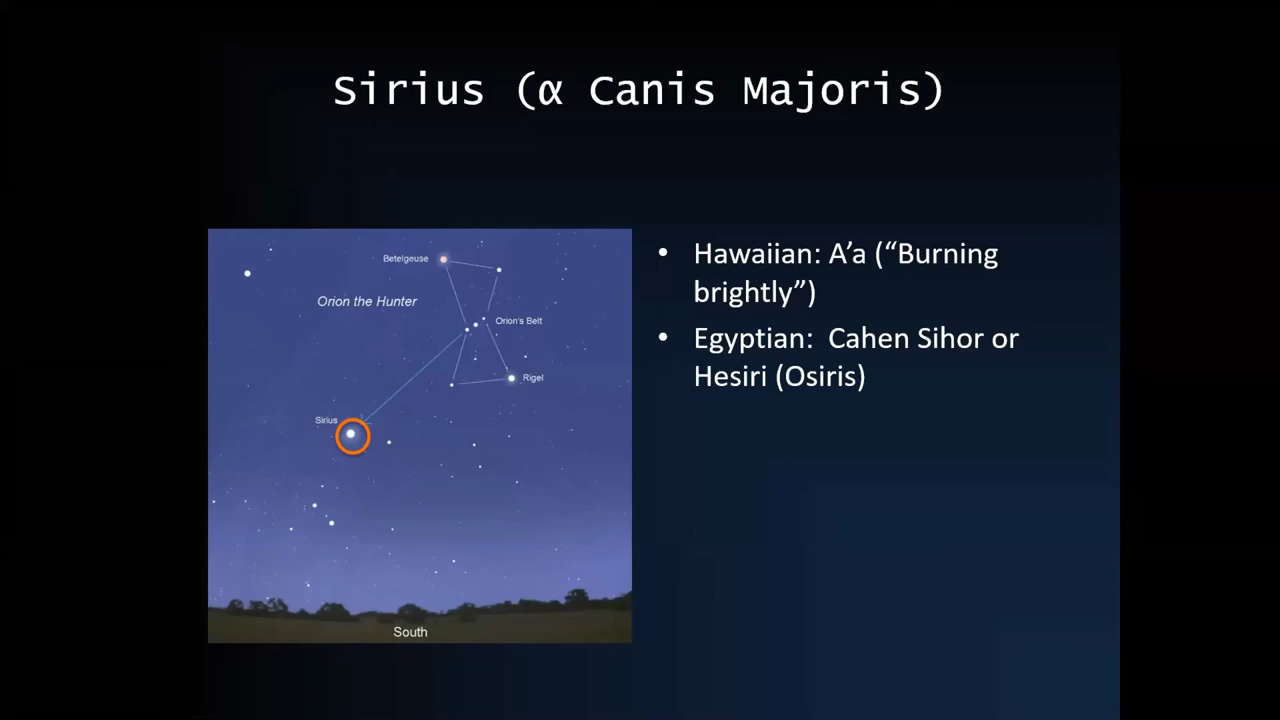 Sirius (α Canis Majoris)
Betelgeuse
Orion the Hunter
Orion's Belt
Rigel
Sirius
South
• Hawaiian: A’a (“Burning
brightly”)
• Egyptian:  Cahen Sihor or
Hesiri (Osiris)